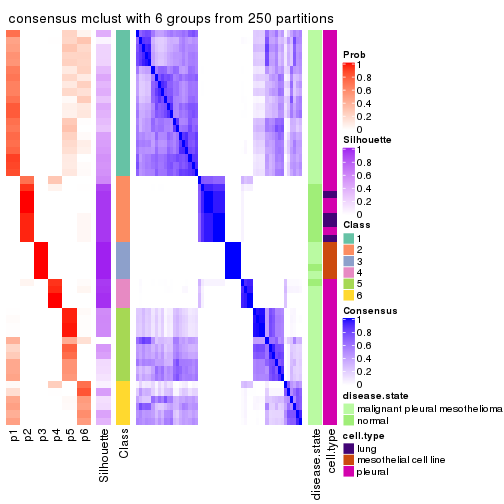 consensus mclust with 6 groups from 250 partitions
Prob
1
0.8
0.6
0.4
0.2
0
Silhouette
1
0.8
0.6
0.4
0.2
0
Class
1
2
3
4
5
6
Consensus
1
0.8
0.6
0.4
0.2
0
disease.state
malignant pleural mesothelioma
normal
cell.type
lung
mesothelial cell line
pleural
p1
p2
p3
p4
p5
p6
Silhouette
Class
disease.state
cell.type